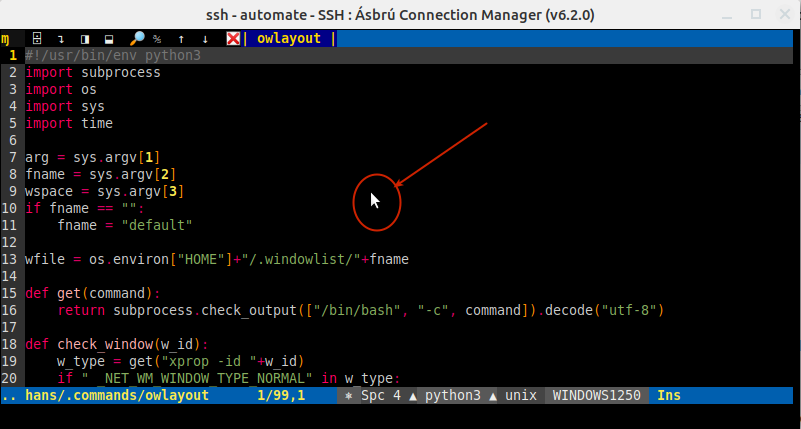 ssh - automate - SSH : Ásbrú Connection Manager (v6.2.0)
| owlayout |
1 #!/usr/bin/env python3
2 import subprocess
3 import os
4 import sys
5 import time
6
7 arg = sys.argv[1]
8 fname = sys.argv[2]
9 wspace = sys.argv[3]
10 if fname == "":
11     fname = "default"
12
13 wfile = os.environ["HOME"]+"/.windowlist/"+fname
14
15 def get(command):
16     return subprocess.check_output(["/bin/bash", "-c", command]).decode("utf-8")
17
18 def check_window(w_id):
19     w_type = get("xprop -id "+w_id)
20     if " _NET_WM_WINDOW_TYPE_NORMAL" in w_type:
.. hans/.commands/owlayout 1/99,1 * Spc 4 ▲ python3 ▲ unix WINDOWS1250 Ins